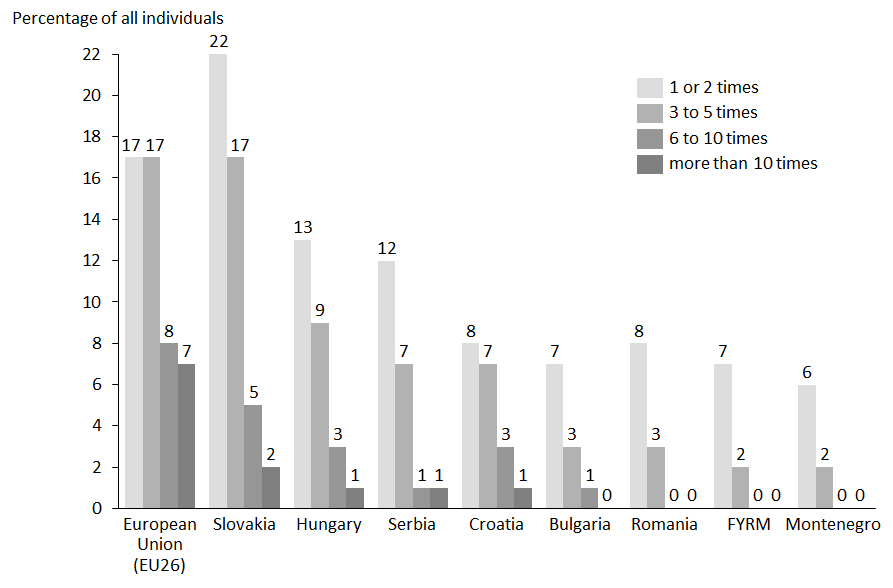 Percentage of all individuals
22
20
18
16
14
12
10
8
6
4
2
0
17 17 8 7
22 17 5 2
13 9 3 1
12 7 1 1
8 7 3 1
7 3 1 0
8 3 0 0
7 2 0 0
6 2 0 0
1 or 2 times
3 to 5 times
6 to 10 times
more than 10 times
European
Union
(EU26)
Slovakia
Hungary
Serbia
Croatia
Bulgaria
Romania
FYRM
Montenegro